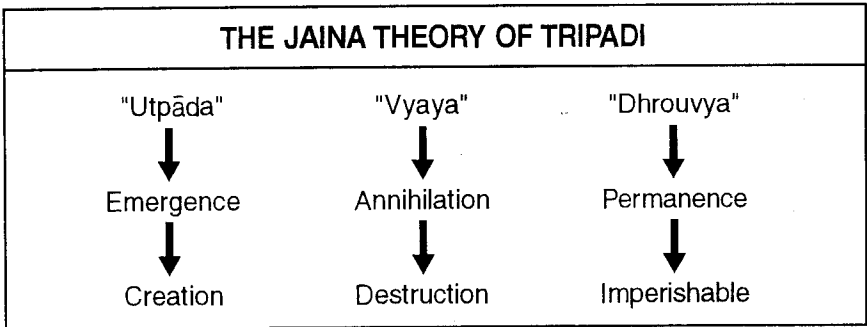 THE JAINA THEORY OF TRIPADI
"Utpāda" "Vyaya" "Dhrouvya"
Emergence Annihilation Permanence
Creation Destruction Imperishable